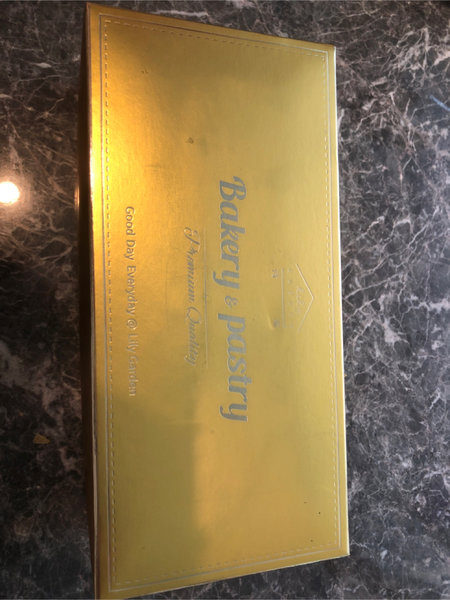 Bakery & pastry
Premium Quality
Good Day Everyday @ Lily Garden